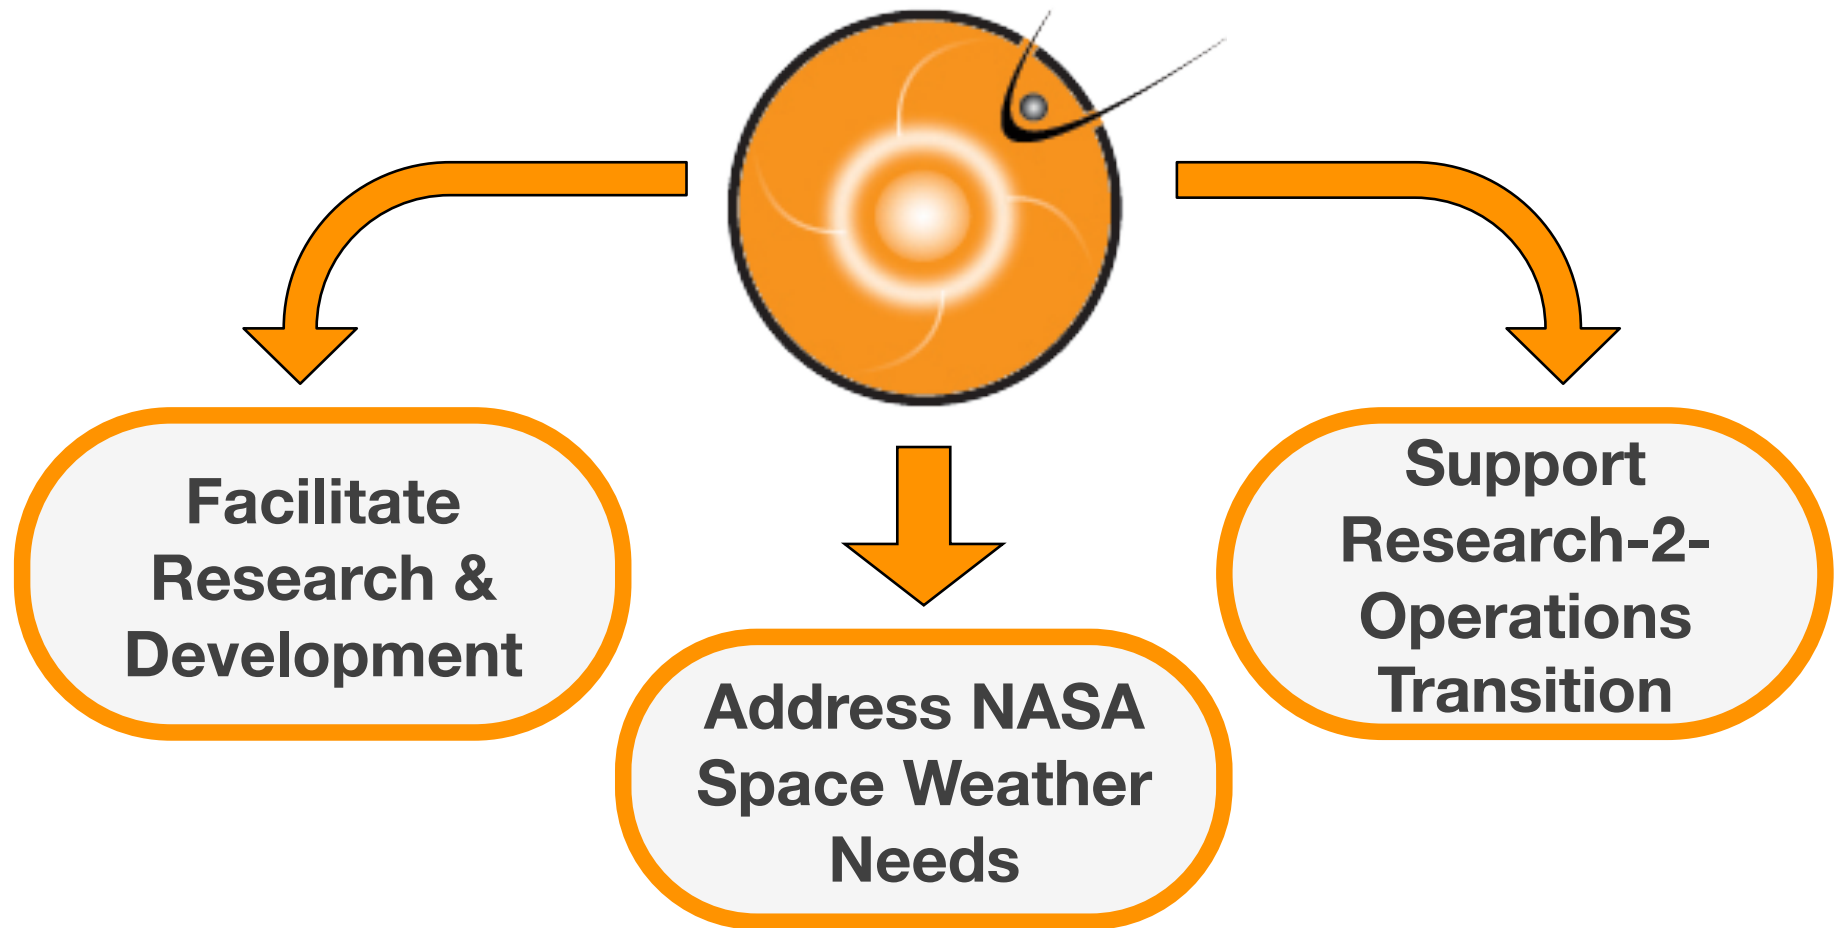 Facilitate
Research &
Development
Address NASA
Space Weather
Needs
Support
Research-2-
Operations
Transition